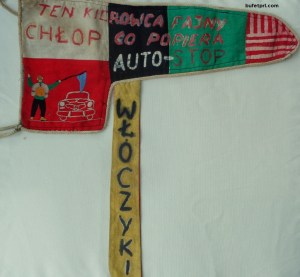 bufetprl.com
TEN KIEROWCA FAJNY
CHŁOP CO POPIERA
AUTO-STOP
WŁÓCZYKI